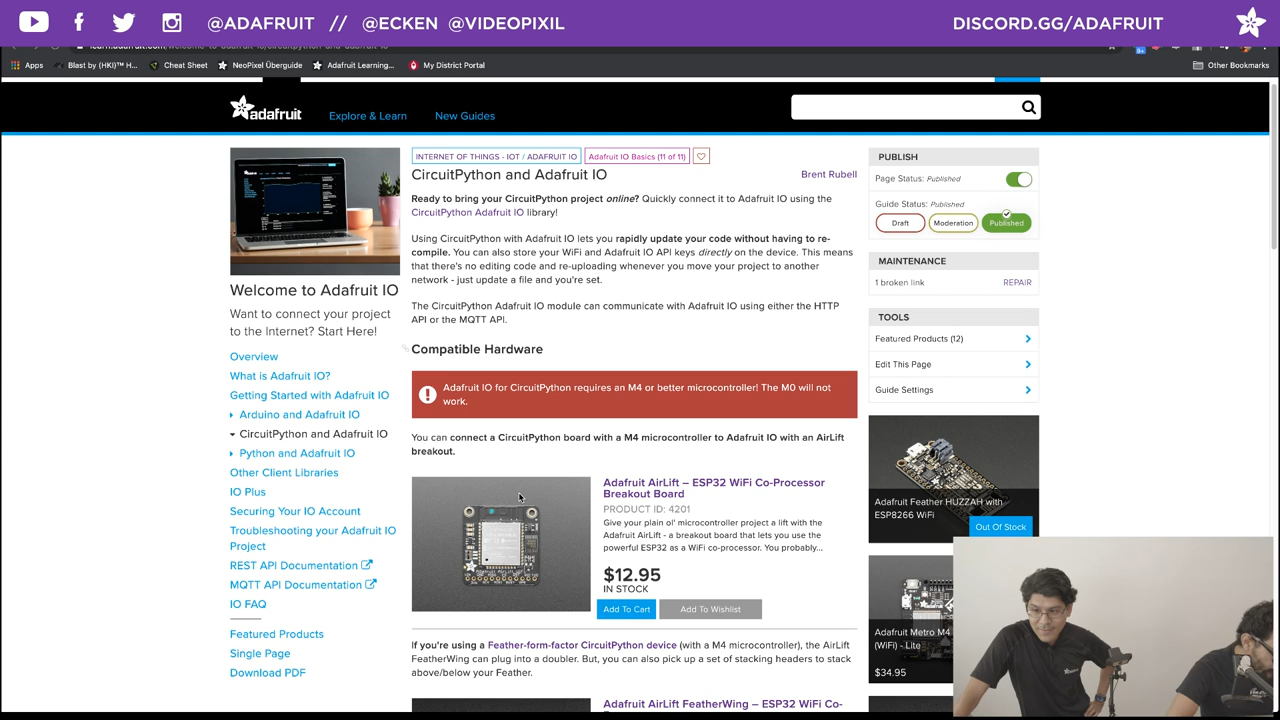 @ADAFRUIT // @ECKEN @VIDEOPIXIL
DISCORD.GG/ADAFRUIT
Apps
Blast by (HKI)™ H...
Cheat Sheet
NeoPixel Überguide
Adafruit Learning...
My District Portal
Other Bookmarks
adafruit
Explore & Learn
New Guides
INTERNET OF THINGS - IOT / ADAFRUIT IO
Adafruit IO Basics (11 of 11)
CircuitPython and Adafruit IO
Brent Rubell
Ready to bring your CircuitPython project online? Quickly connect it to Adafruit IO using the
CircuitPython Adafruit IO library!
Using CircuitPython with Adafruit IO lets you rapidly update your code without having to re-
compile. You can also store your WiFi and Adafruit IO API keys directly on the device. This means
that there's no editing code and re-uploading whenever you move your project to another
network - just update a file and you're set.
The CircuitPython Adafruit IO module can communicate with Adafruit IO using either the HTTP
API or the MQTT API.
Compatible Hardware
Adafruit IO for CircuitPython requires an M4 or better microcontroller! The M0 will not
work.
You can connect a CircuitPython board with a M4 microcontroller to Adafruit IO with an AirLift
breakout.
Adafruit AirLift – ESP32 WiFi Co-Processor
Breakout Board
PRODUCT ID: 4201
Give your plain ol' microcontroller project a lift with the
Adafruit AirLift - a breakout board that lets you use the
powerful ESP32 as a WiFi co-processor. You probably...
$12.95
IN STOCK
Add To Cart
Add To Wishlist
If you're using a Feather-form-factor CircuitPython device (with a M4 microcontroller), the AirLift
FeatherWing can plug into a doubler. But, you can also pick up a set of stacking headers to stack
above/below your Feather.
Adafruit AirLift FeatherWing – ESP32 WiFi Co-
Welcome to Adafruit IO
Want to connect your project
to the Internet? Start Here!
Overview
What is Adafruit IO?
Getting Started with Adafruit IO
Arduino and Adafruit IO
CircuitPython and Adafruit IO
Python and Adafruit IO
Other Client Libraries
IO Plus
Securing Your IO Account
Troubleshooting your Adafruit IO
Project
REST API Documentation
MQTT API Documentation
IO FAQ
Featured Products
Single Page
Download PDF
PUBLISH
Page Status: Published
Guide Status: Published
Draft
Moderation
Published
MAINTENANCE
1 broken link
REPAIR
TOOLS
Featured Products (12)
Edit This Page
Guide Settings
Adafruit Feather HUZZAH with
ESP8266 WiFi
Out Of Stock
Adafruit Metro M4
(WiFi) - Lite
$34.95